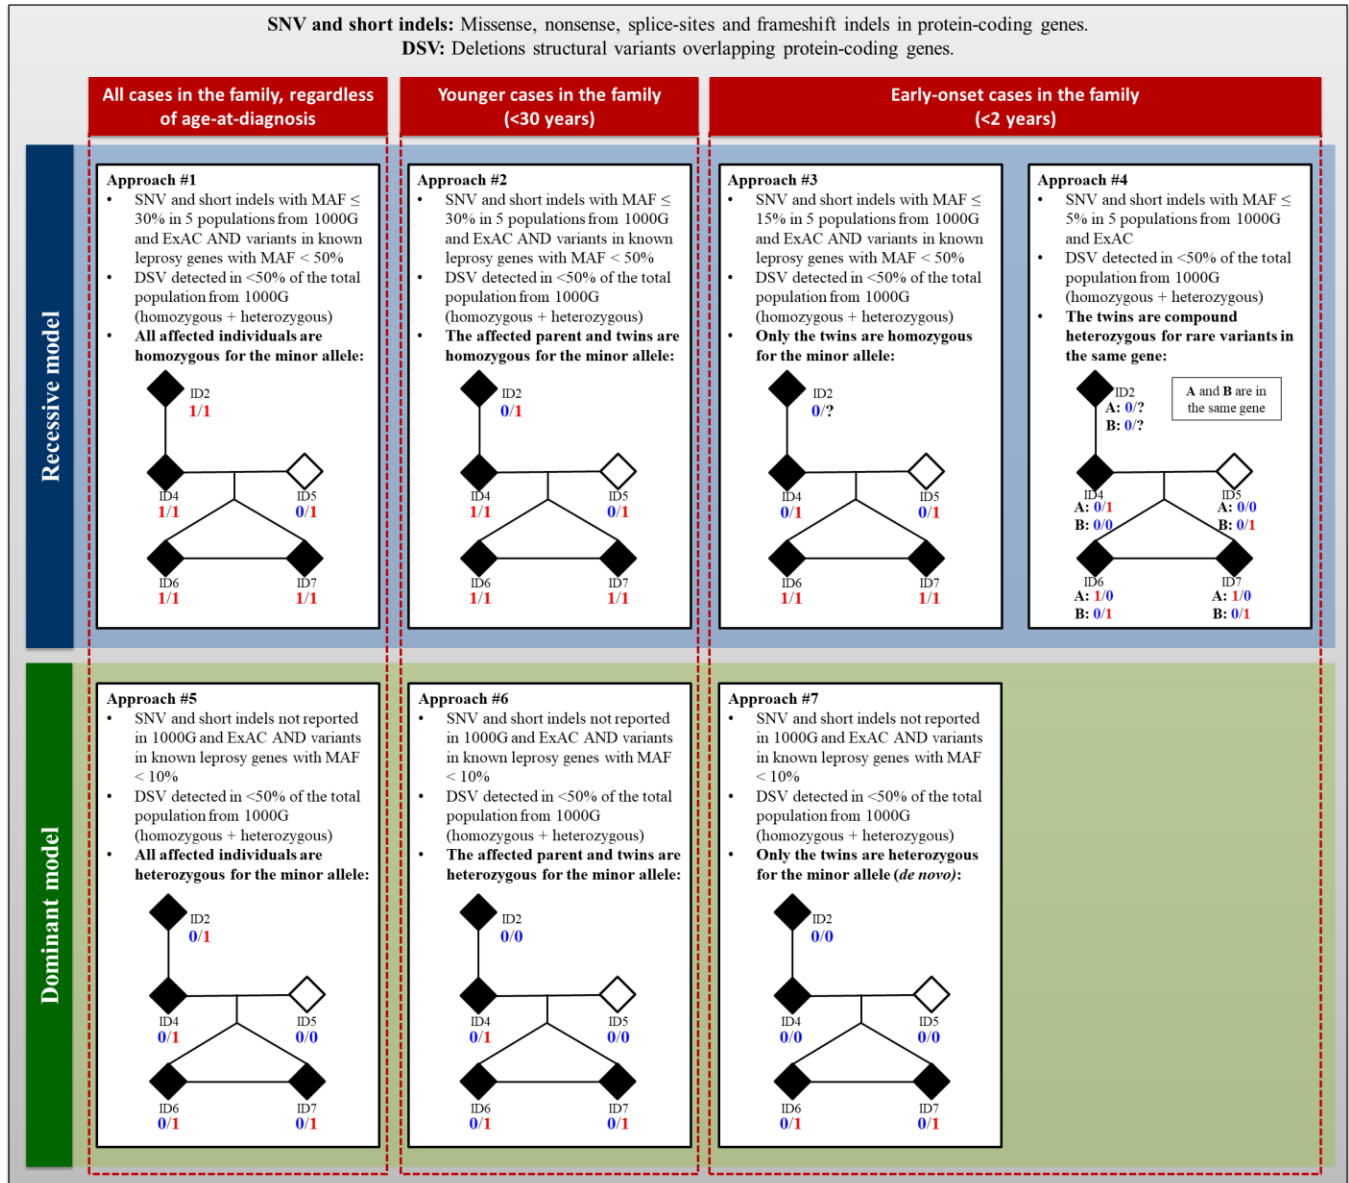 SNV and short indels: Missense, nonsense, splice-sites and frameshift indels in protein-coding genes.
DSV: Deletions structural variants overlapping protein-coding genes.
All cases in the family, regardless
of age-at-diagnosis
Younger cases in the family
(<30 years)
Early-onset cases in the family
(<2 years)
Recessive model
Approach #1
• SNV and short indels with MAF ≤
30% in 5 populations from 1000G
and ExAC AND variants in known
leprosy genes with MAF < 50%
• DSV detected in <50% of the total
population from 1000G
(homozygous + heterozygous)
• All affected individuals are
homozygous for the minor allele:
ID2
1/1
ID4
1/1
ID5
0/1
ID6
1/1
ID7
1/1
Approach #2
• SNV and short indels with MAF ≤
30% in 5 populations from 1000G
and ExAC AND variants in known
leprosy genes with MAF < 50%
• DSV detected in <50% of the total
population from 1000G
(homozygous + heterozygous)
• The affected parent and twins are
homozygous for the minor allele:
ID2
0/1
ID4
1/1
ID5
0/1
ID6
1/1
ID7
1/1
Approach #3
• SNV and short indels with MAF ≤
15% in 5 populations from 1000G
and ExAC AND variants in known
leprosy genes with MAF < 50%
• DSV detected in <50% of the total
population from 1000G
(homozygous + heterozygous)
• Only the twins are homozygous
for the minor allele:
ID2
0/?
ID4
0/1
ID5
0/1
ID6
1/1
ID7
1/1
Approach #4
• SNV and short indels with MAF ≤
5% in 5 populations from 1000G
and ExAC
• DSV detected in <50% of the total
population from 1000G
(homozygous + heterozygous)
• The twins are compound
heterozygous for rare variants in
the same gene:
ID2
A: 0/?
B: 0/?
A and B are in
the same gene
ID4
A: 0/1
B: 0/0
ID5
A: 0/0
B: 0/1
ID6
A: 1/0
B: 0/1
ID7
A: 1/0
B: 0/1
Dominant model
Approach #5
• SNV and short indels not reported
in 1000G and ExAC AND variants
in known leprosy genes with MAF
< 10%
• DSV detected in <50% of the total
population from 1000G
(homozygous + heterozygous)
• All affected individuals are
heterozygous for the minor allele:
ID2
0/1
ID4
0/1
ID5
0/0
ID6
0/1
ID7
0/1
Approach #6
• SNV and short indels not reported
in 1000G and ExAC AND variants
in known leprosy genes with MAF
< 10%
• DSV detected in <50% of the total
population from 1000G
(homozygous + heterozygous)
• The affected parent and twins are
heterozygous for the minor allele:
ID2
0/0
ID4
0/1
ID5
0/0
ID6
0/1
ID7
0/1
Approach #7
• SNV and short indels not reported
in 1000G and ExAC AND variants
in known leprosy genes with MAF
< 10%
• DSV detected in <50% of the total
population from 1000G
(homozygous + heterozygous)
• Only the twins are heterozygous
for the minor allele (de novo):
ID2
0/0
ID4
0/0
ID5
0/0
ID6
0/1
ID7
0/1